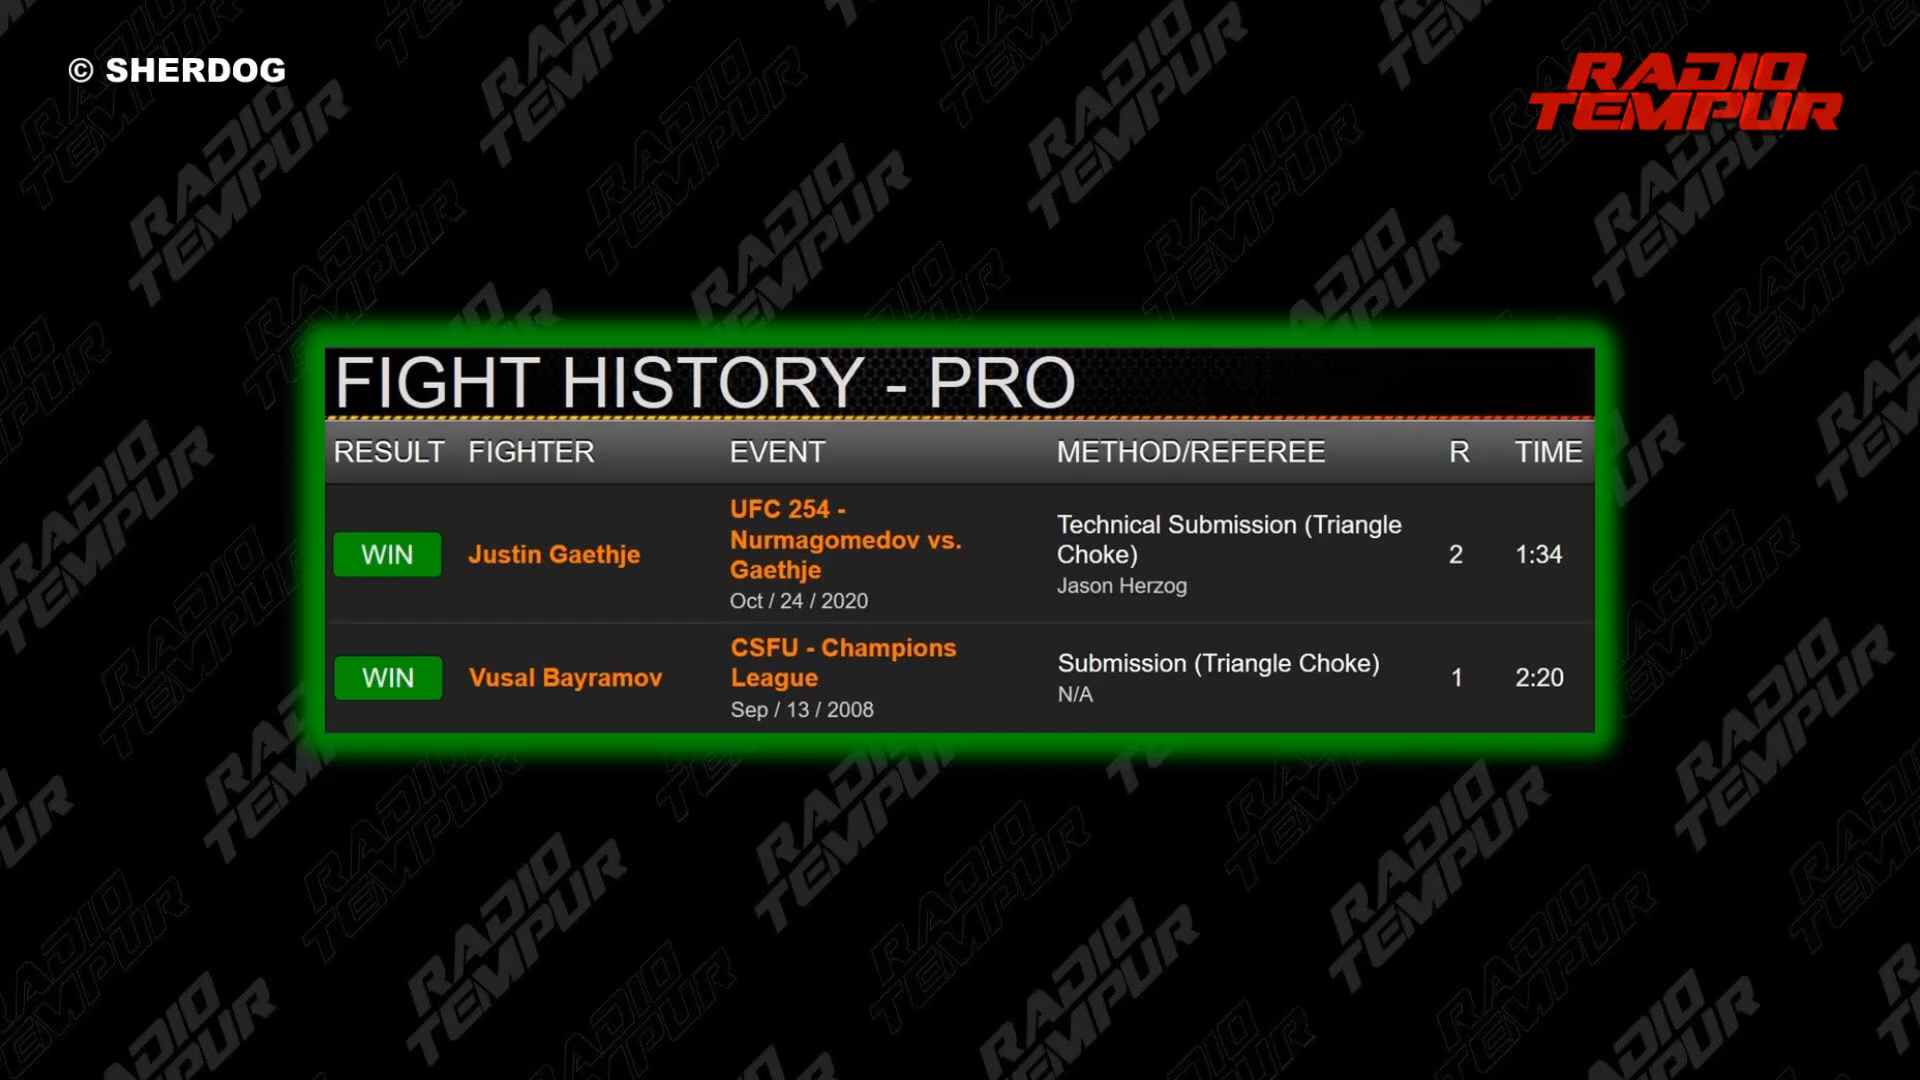 © SHERDOG
RADIO
TEMPUR
FIGHT HISTORY - PRO
RESULT FIGHTER EVENT METHOD/REFEREE R TIME
WIN Justin Gaethje UFC 254 - Nurmagomedov vs. Gaethje Oct / 24 / 2020 Technical Submission (Triangle Choke) Jason Herzog 2 1:34
WIN Vusal Bayramov CSFU - Champions League Sep / 13 / 2008 Submission (Triangle Choke) N/A 1 2:20